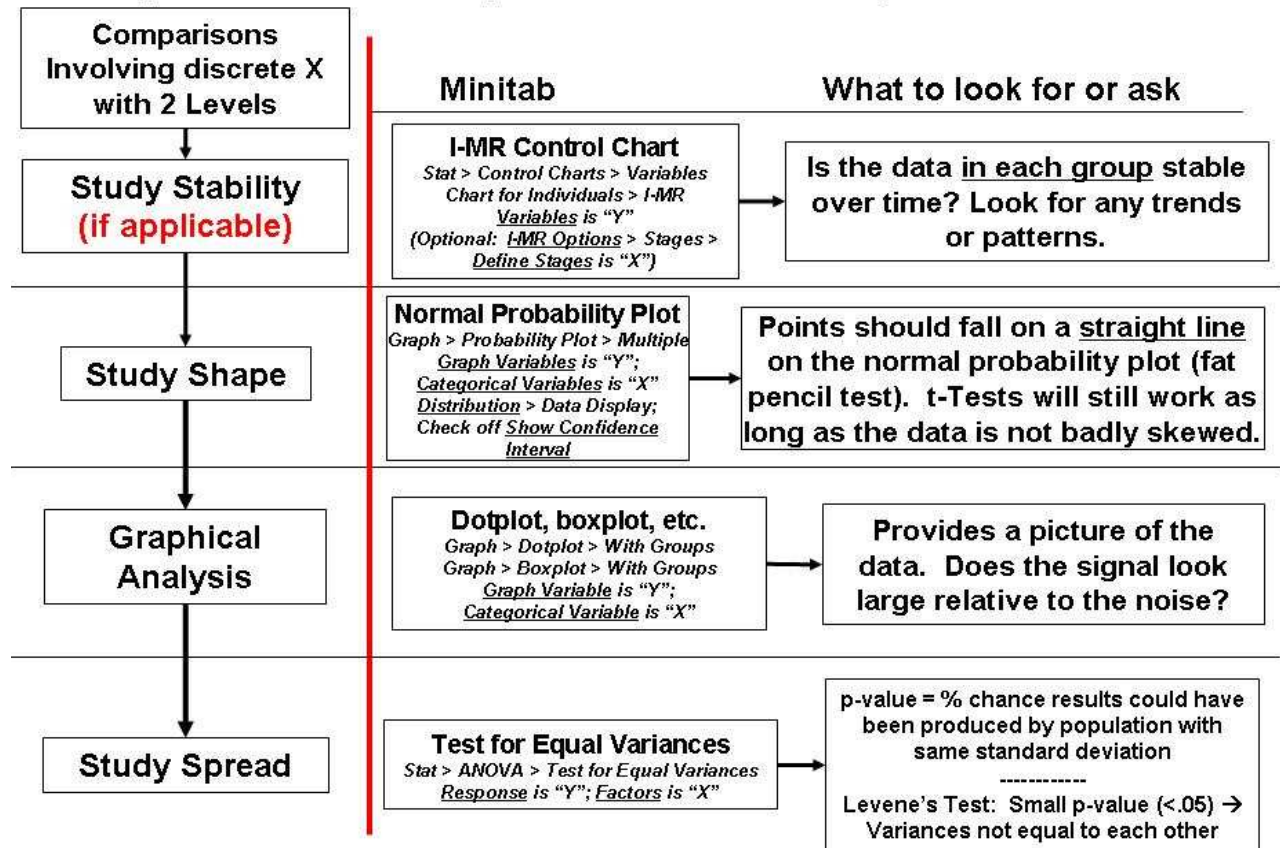 Comparisons
Involving discrete X
with 2 Levels
Minitab
What to look for or ask
Study Stability
(if applicable)
I-MR Control Chart
Stat > Control Charts > Variables
Chart for Individuals > I-MR
Variables is “Y”
(Optional: I-MR Options > Stages >
Define Stages is “X”)
Is the data in each group stable
over time? Look for any trends
or patterns.
Study Shape
Normal Probability Plot
Graph > Probability Plot > Multiple
Graph Variables is “Y”;
Categorical Variables is “X”
Distribution > Data Display;
Check off Show Confidence
Interval
Points should fall on a straight line
on the normal probability plot (fat
pencil test). t-Tests will still work as
long as the data is not badly skewed.
Graphical
Analysis
Dotplot, boxplot, etc.
Graph > Dotplot > With Groups
Graph > Boxplot > With Groups
Graph Variable is “Y”;
Categorical Variable is “X”
Provides a picture of the
data. Does the signal look
large relative to the noise?
Study Spread
Test for Equal Variances
Stat > ANOVA > Test for Equal Variances
Response is “Y”; Factors is “X”
p-value = % chance results could have
been produced by population with
same standard deviation
------------
Levene’s Test: Small p-value (<.05) →
Variances not equal to each other